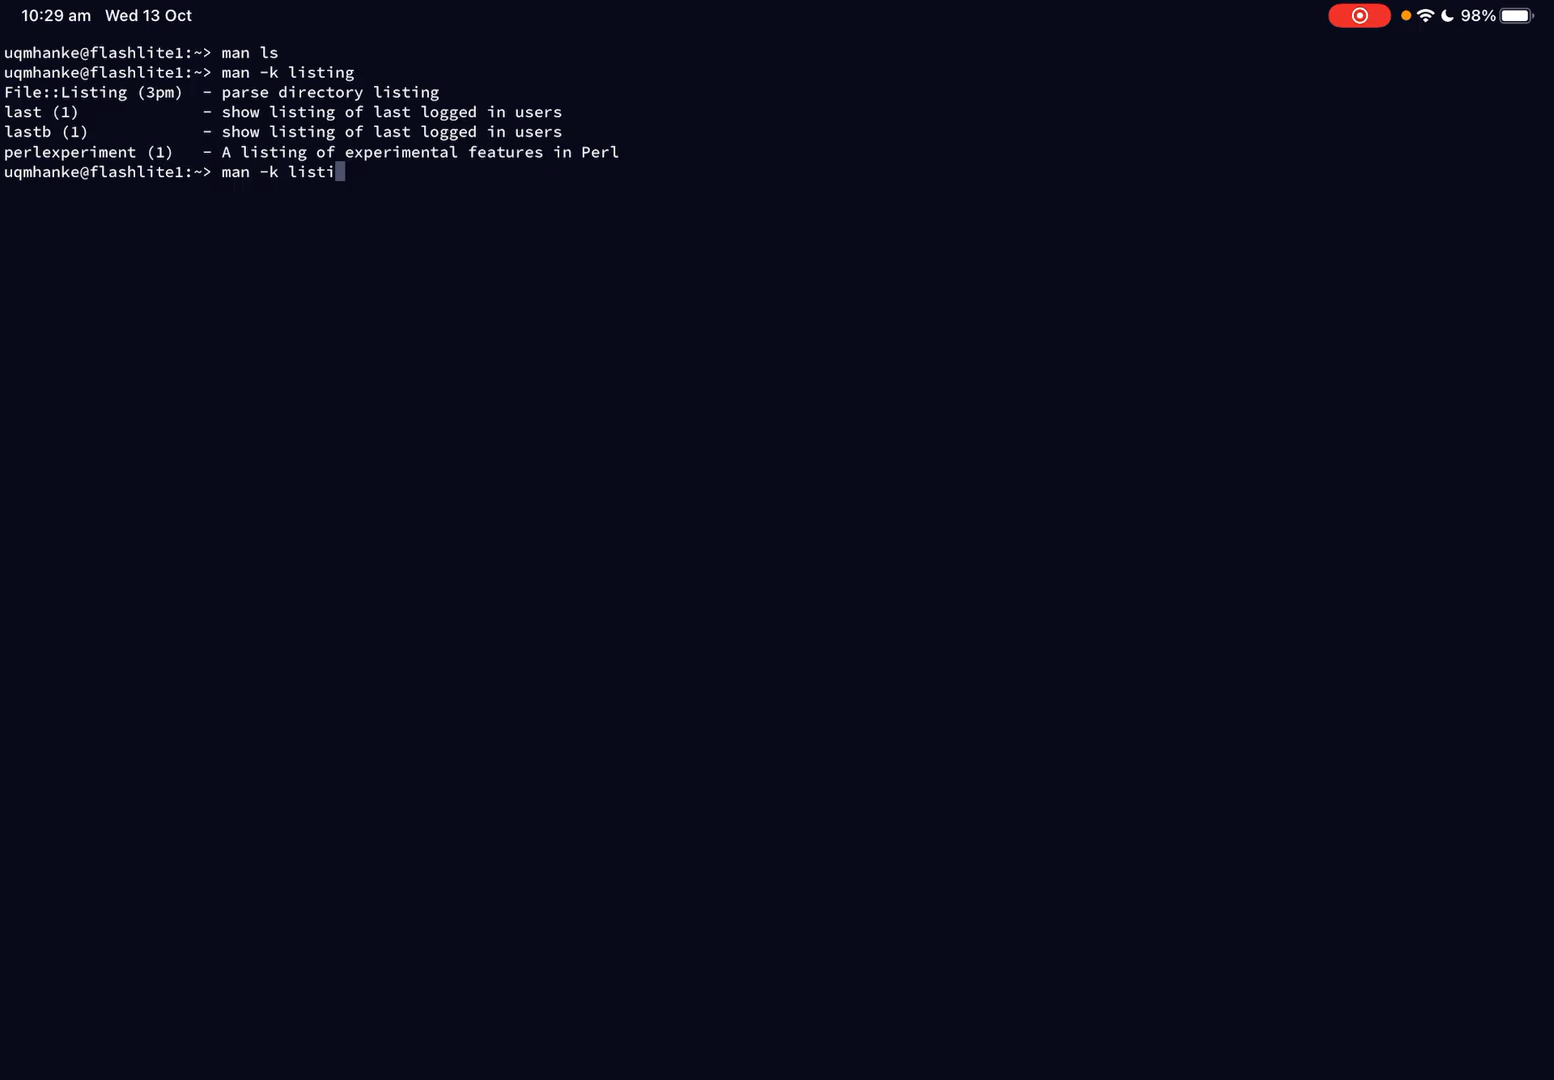 10:29 am Wed 13 Oct 98%
uqmhanke@flashlite1:~> man ls
uqmhanke@flashlite1:~> man -k listing
File::Listing (3pm)  - parse directory listing
last (1)             - show listing of last logged in users
lastb (1)            - show listing of last logged in users
perlexperiment (1)   - A listing of experimental features in Perl
uqmhanke@flashlite1:~> man -k listi